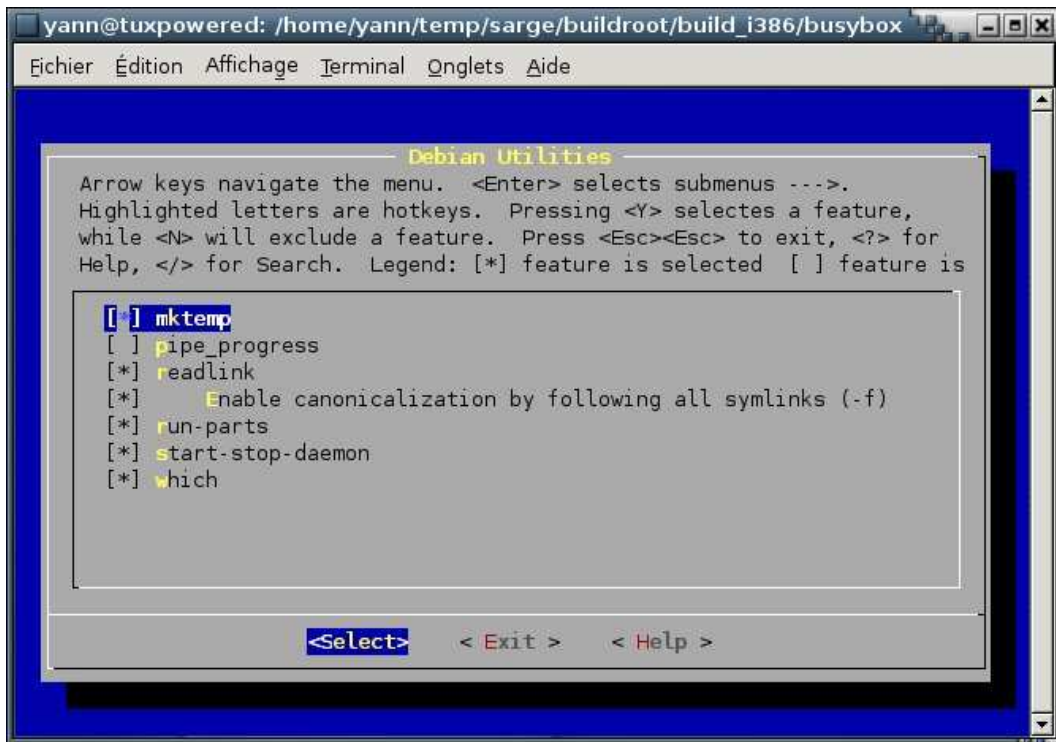 yann@tuxpowered: /home/yann/temp/sarge/buildroot/build_i386/busybox
Fichier Édition Affichage Terminal Onglets Aide
Debian Utilities
Arrow keys navigate the menu. <Enter> selects submenus --->.
Highlighted letters are hotkeys. Pressing <Y> selectes a feature,
while <N> will exclude a feature. Press <Esc><Esc> to exit, <?> for
Help, </> for Search. Legend: [*] feature is selected [ ] feature is
[*] mktemp
[ ] pipe_progress
[*] readlink
[*] Enable canonicalization by following all symlinks (-f)
[*] run-parts
[*] start-stop-daemon
[*] which
<Select> < Exit > < Help >